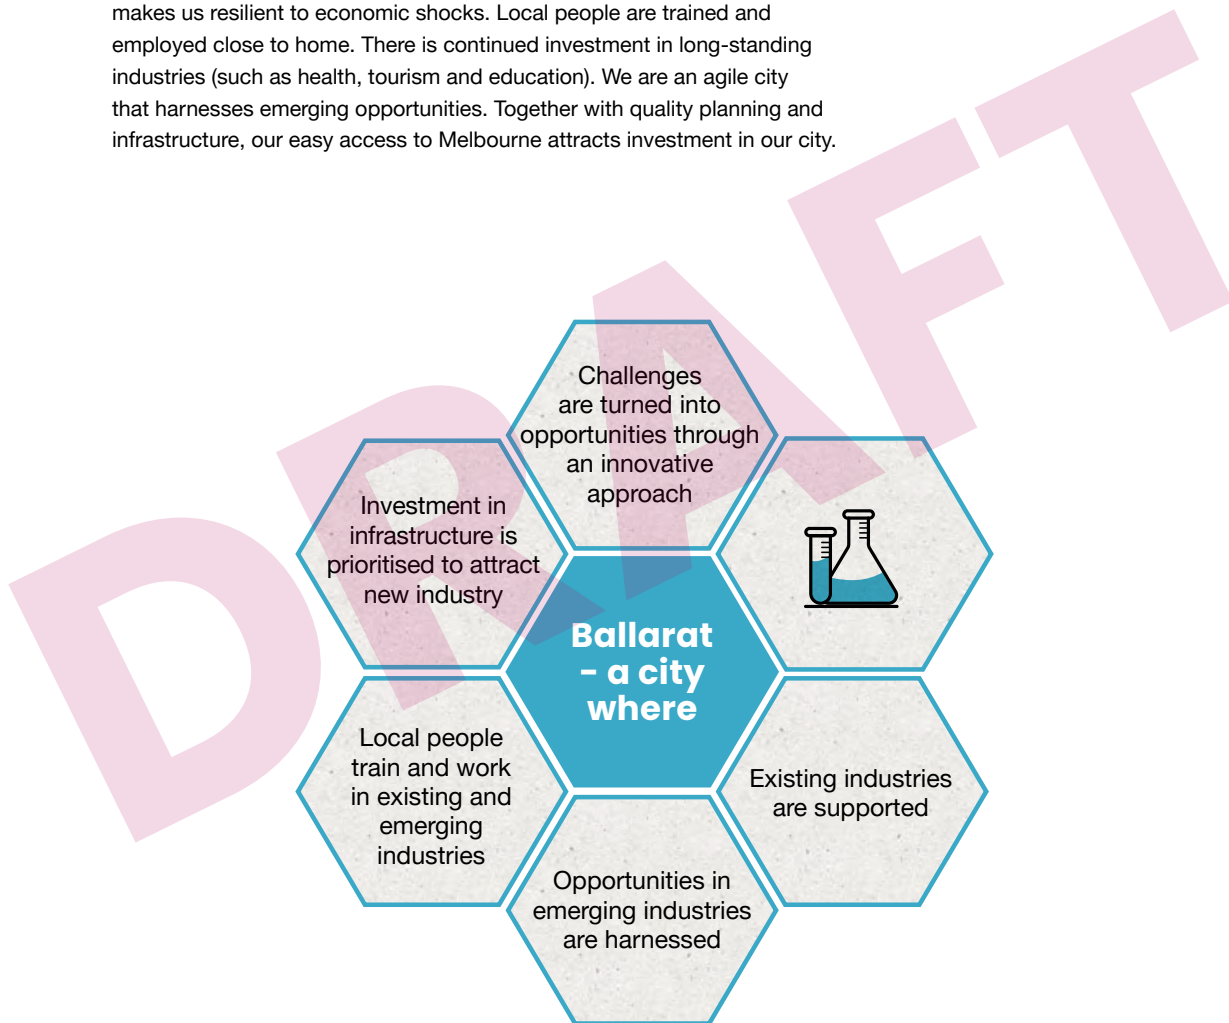 makes us resilient to economic shocks. Local people are trained and
employed close to home. There is continued investment in long-standing
industries (such as health, tourism and education). We are an agile city
that harnesses emerging opportunities. Together with quality planning and
infrastructure, our easy access to Melbourne attracts investment in our city.
DRAFT
Challenges
are turned into
opportunities through
an innovative
approach
Investment in
infrastructure is
prioritised to attract
new industry
Ballarat
- a city
where
Local people
train and work
in existing and
emerging
industries
Existing industries
are supported
Opportunities in
emerging industries
are harnessed